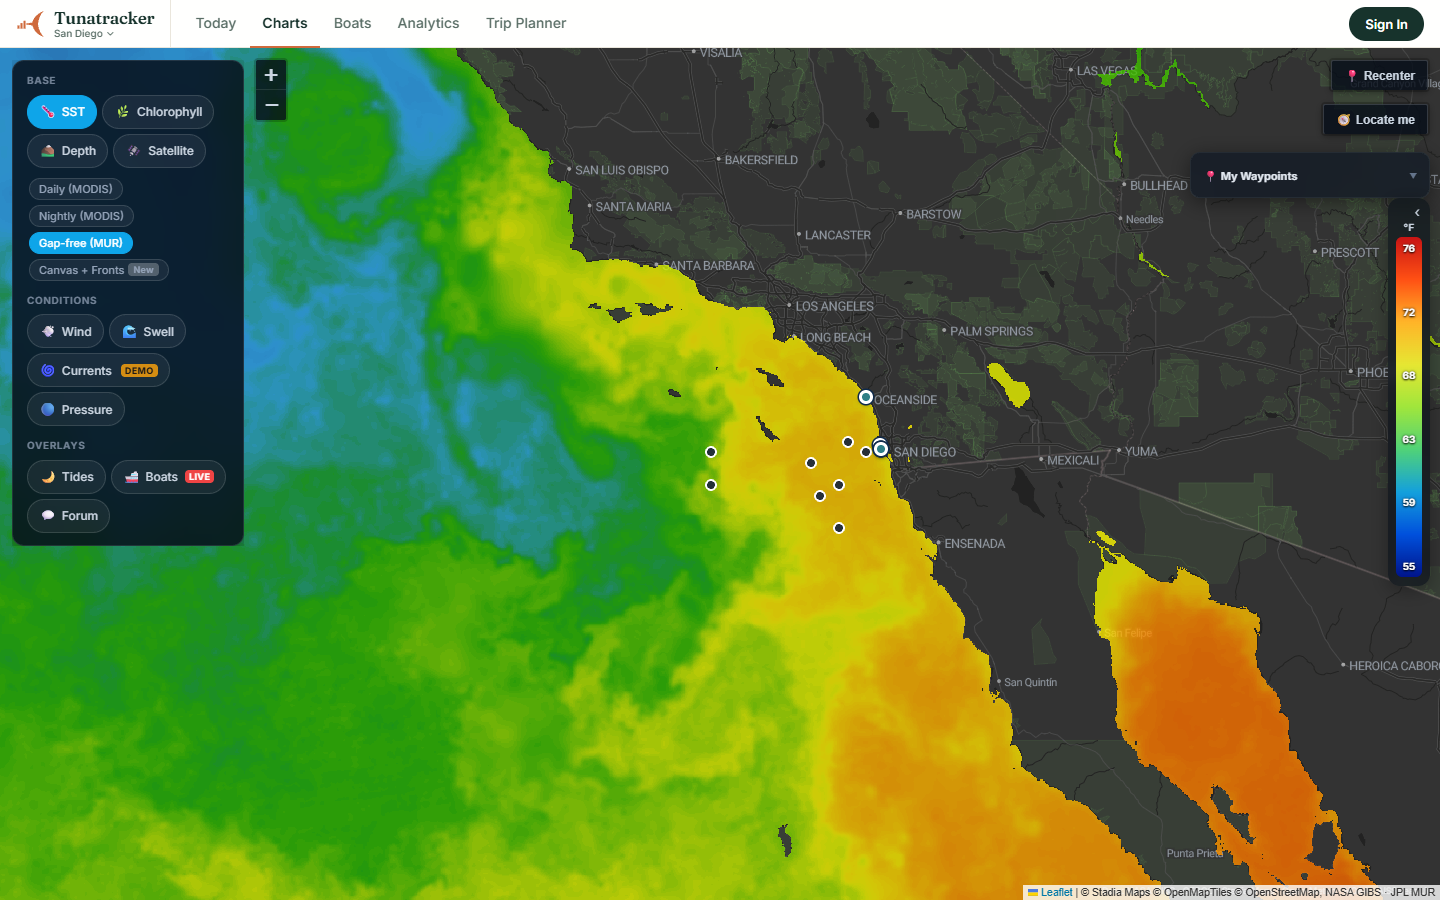 Tunatracker
San Diego
Today
Charts
Boats
Analytics
Trip Planner
Sign In
BASE
SST
Chlorophyll
Depth
Satellite
Daily (MODIS)
Nightly (MODIS)
Gap-free (MUR)
Canvas + Fronts New
CONDITIONS
Wind
Swell
Currents DEMO
Pressure
OVERLAYS
Tides
Boats LIVE
Forum
+
−
Recenter
Locate me
My Waypoints
°F
76
72
68
63
59
55
VISALIA
LAS VEGAS
BAKERSFIELD
SAN LUIS OBISPO
SANTA MARIA
BULLHEAD
BARSTOW
Needles
LANCASTER
PRESCOTT
SANTA BARBARA
LOS ANGELES
PALM SPRINGS
LONG BEACH
PHOE
OCEANSIDE
SAN DIEGO
MEXICALI
YUMA
ENSENADA
San Felipe
HEROICA CABOR
San Quintín
Punta Prieta
Leaflet | © Stadia Maps © OpenMapTiles © OpenStreetMap, NASA GIBS · JPL MUR